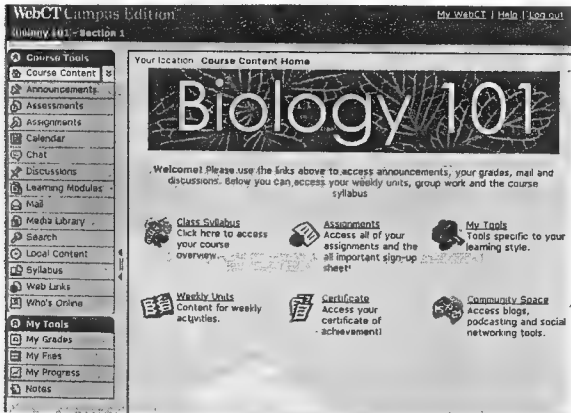 WebCT Campus Edition
My WebCT | Help | Log out
Biology 101 - Section 1
Course Tools
Course Content
Announcements
Assessments
Assignments
Calendar
Chat
Discussions
Learning Modules
Mail
Media Library
Search
Local Content
Syllabus
Web Links
Who's Online
My Tools
My Grades
My Files
My Progress
Notes
Your location: Course Content Home
Biology 101
Welcome! Please use the links above to access announcements, your grades, mail and
discussions. Below you can access your weekly units, group work and the course
syllabus
Class Syllabus
Click here to access
your course
overview.
Assignments
Access all of your
assignments and the
all important sign-up
sheet!
My Tools
Tools specific to your
learning style.
Weekly Units
Content for weekly
activities.
Certificate
Access your
certificate of
achievement!
Community Space
Access blogs,
podcasting and social
networking tools.